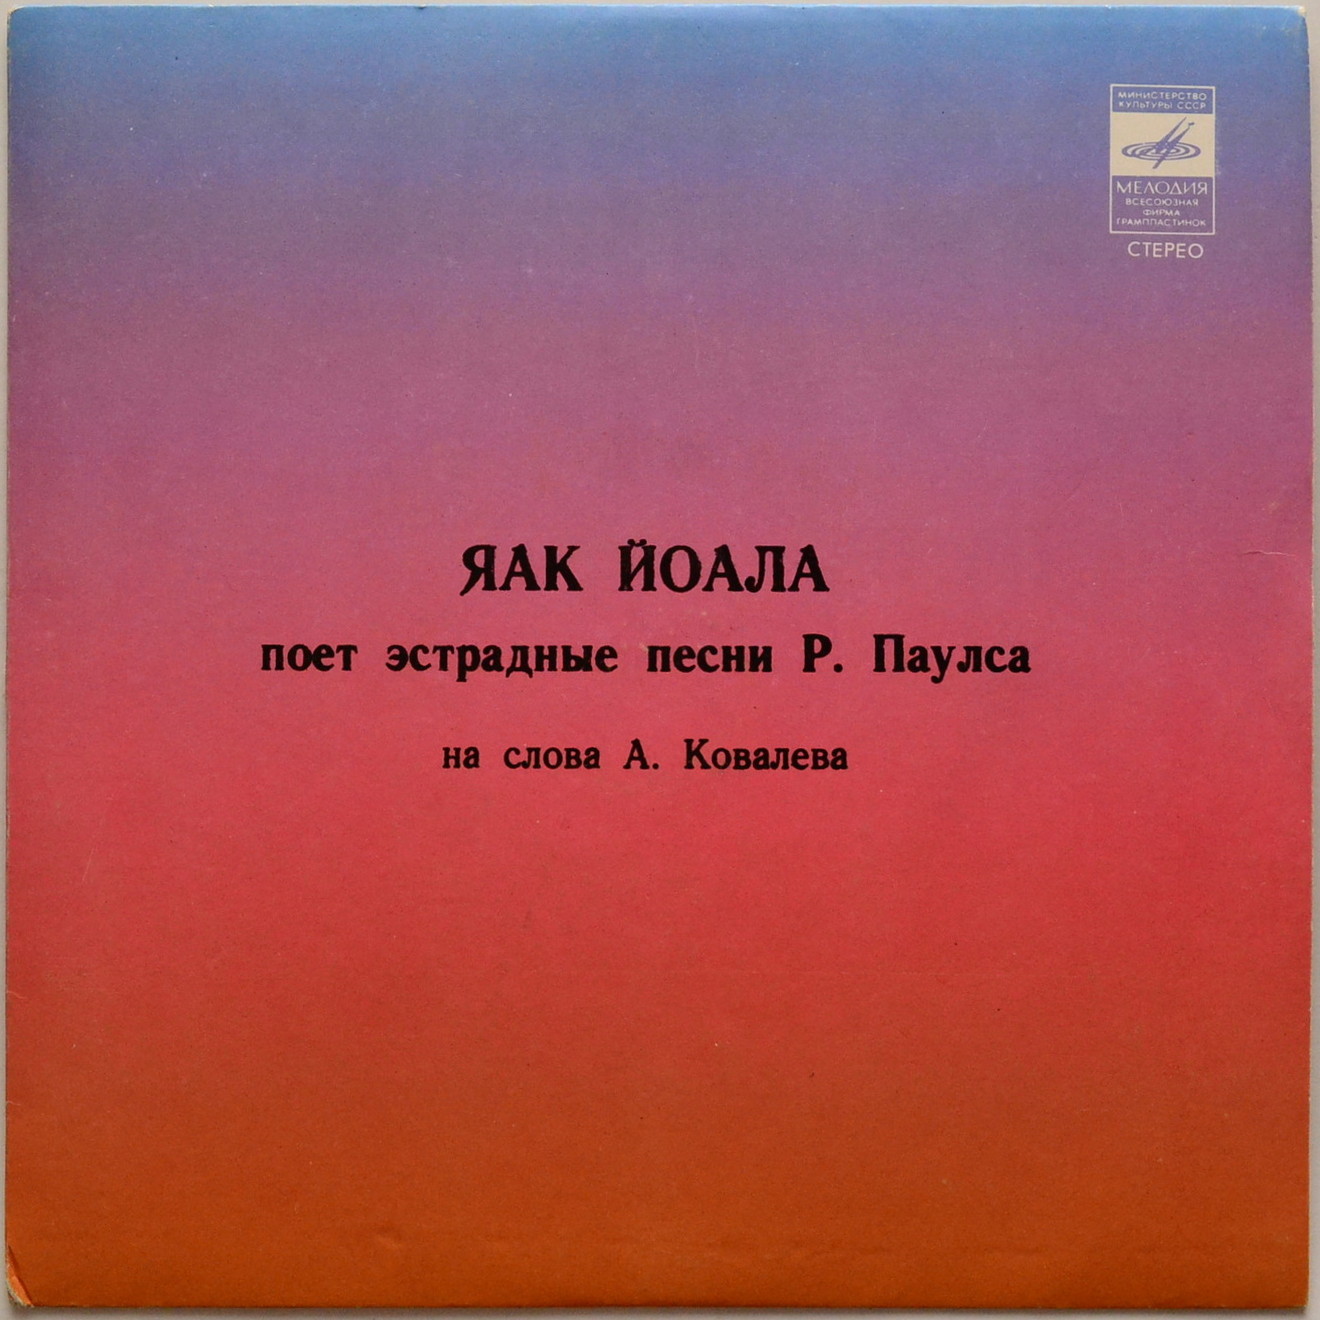 МИНИСТЕРСТВО
КУЛЬТУРЫ СССР
МЕЛОДИЯ
ВСЕСОЮЗНАЯ
ФИРМА
ГРАМПЛАСТИНОК
СТЕРЕО
ЯАК ЙОАЛА
поет эстрадные песни Р. Паулса
на слова А. Ковалева